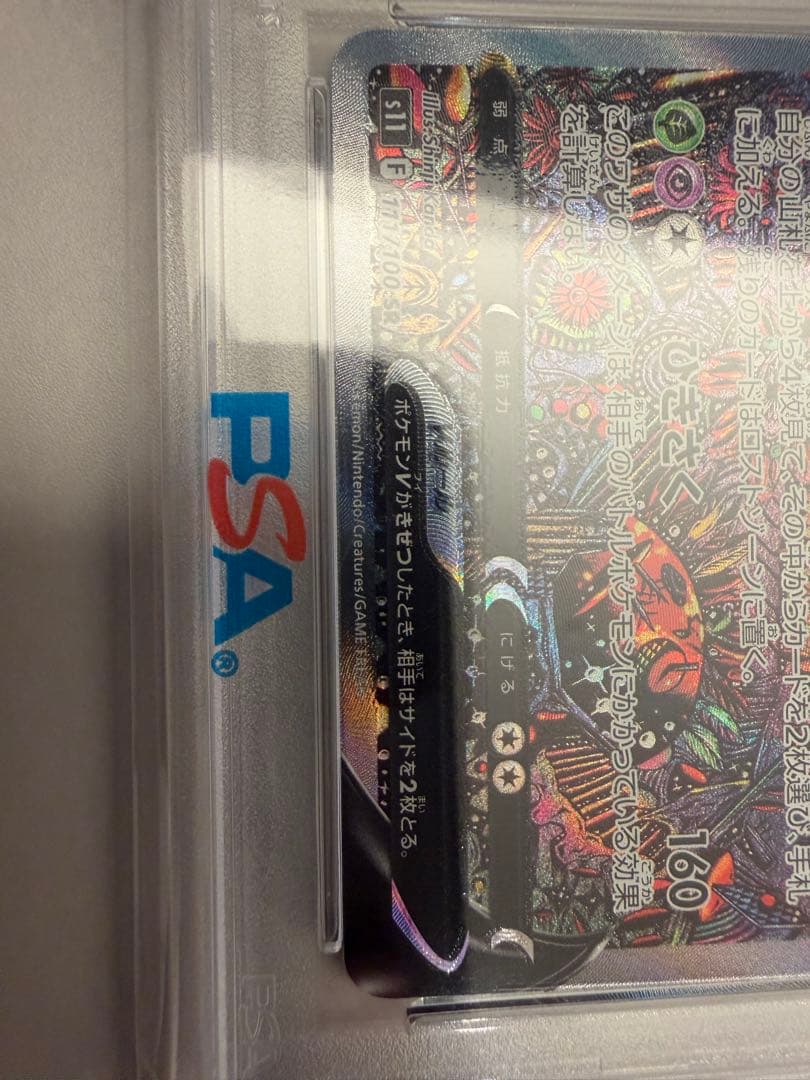 自分の山札を上から4枚見て、その中からカードを2枚選び、手札
に加える。残りのカードはロストゾーンに置く。
ひきさく 160
このワザのダメージは、相手のバトルポケモンにかかっている効果
を計算しない。
弱点 抵抗力 にげる
s11 F /100
ポケモンVがきぜつしたとき、相手はサイドを2枚とる。
émon/Nintendo/Creatures/GAME FREAK
PSA®